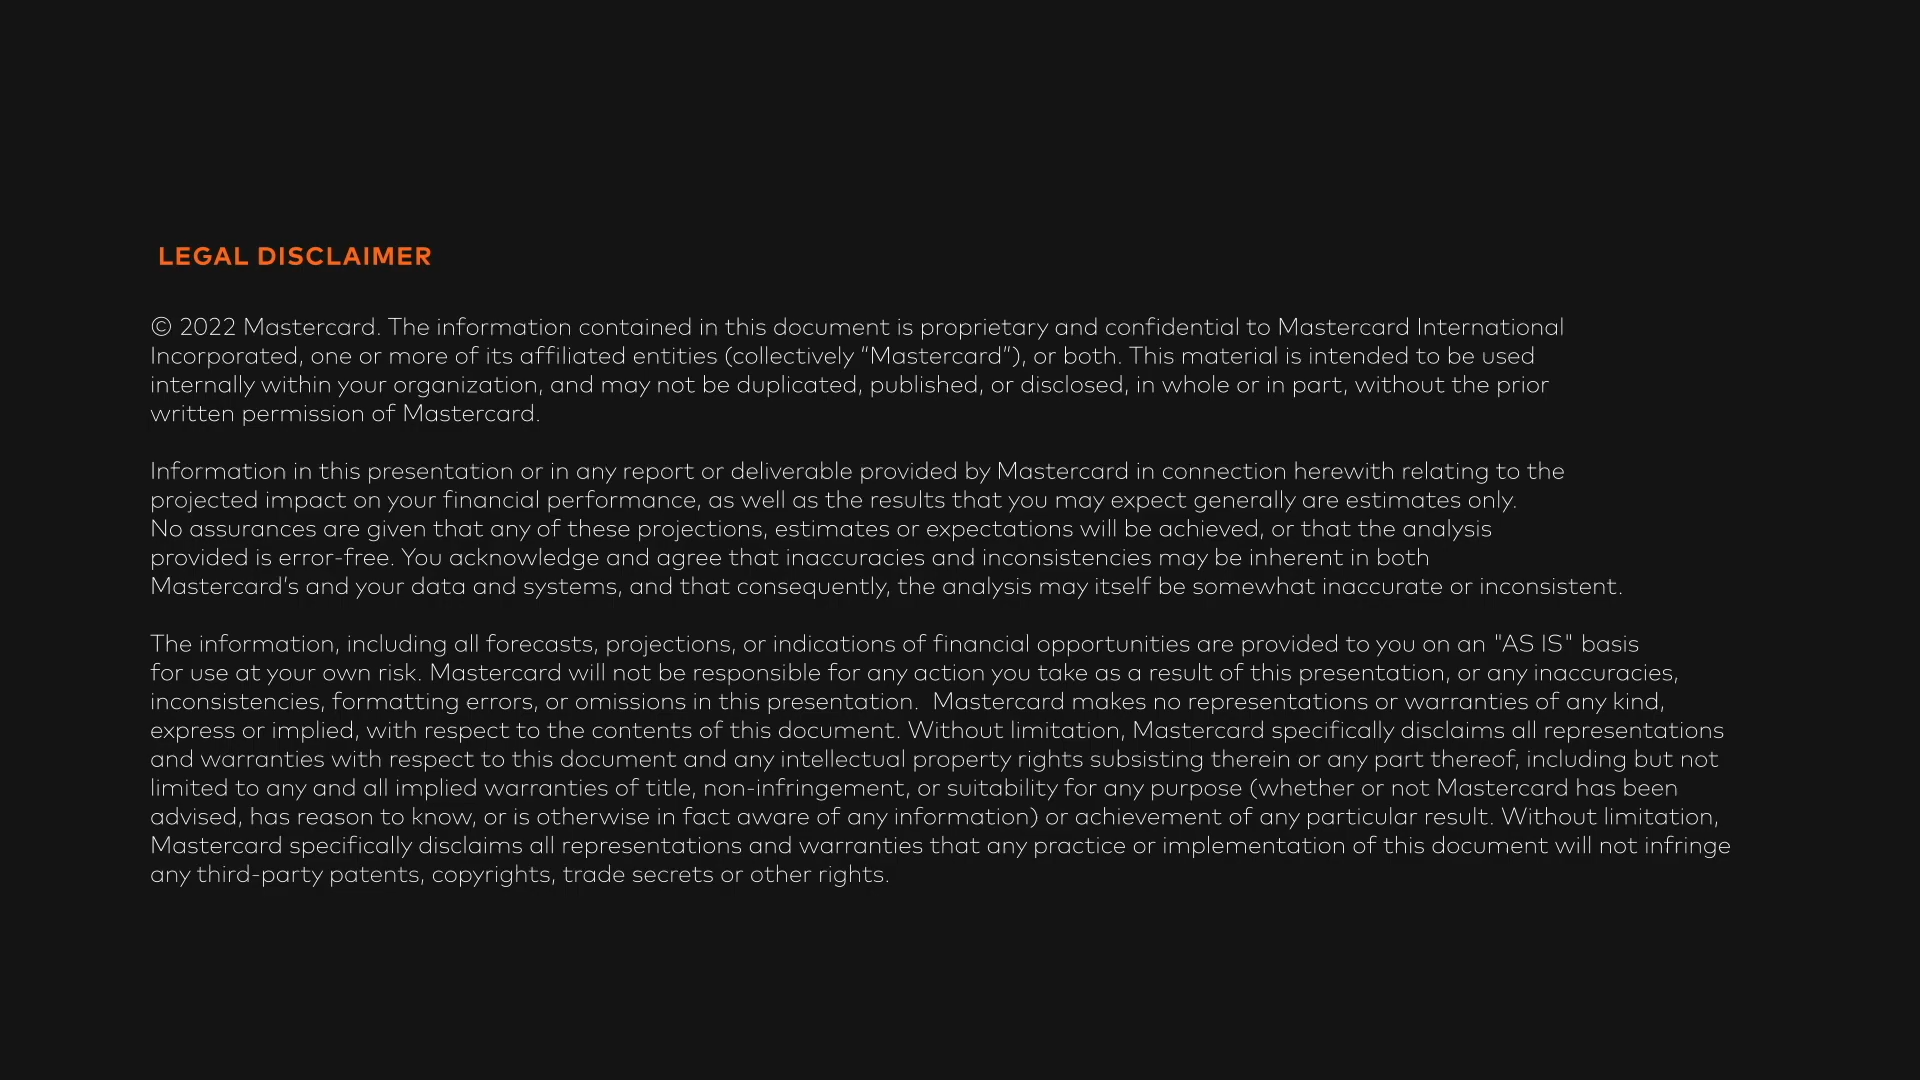 LEGAL DISCLAIMER
© 2022 Mastercard. The information contained in this document is proprietary and confidential to Mastercard International
Incorporated, one or more of its affiliated entities (collectively “Mastercard”), or both. This material is intended to be used
internally within your organization, and may not be duplicated, published, or disclosed, in whole or in part, without the prior
written permission of Mastercard.
Information in this presentation or in any report or deliverable provided by Mastercard in connection herewith relating to the
projected impact on your financial performance, as well as the results that you may expect generally are estimates only.
No assurances are given that any of these projections, estimates or expectations will be achieved, or that the analysis
provided is error-free. You acknowledge and agree that inaccuracies and inconsistencies may be inherent in both
Mastercard’s and your data and systems, and that consequently, the analysis may itself be somewhat inaccurate or inconsistent.
The information, including all forecasts, projections, or indications of financial opportunities are provided to you on an "AS IS" basis
for use at your own risk. Mastercard will not be responsible for any action you take as a result of this presentation, or any inaccuracies,
inconsistencies, formatting errors, or omissions in this presentation.  Mastercard makes no representations or warranties of any kind,
express or implied, with respect to the contents of this document. Without limitation, Mastercard specifically disclaims all representations
and warranties with respect to this document and any intellectual property rights subsisting therein or any part thereof, including but not
limited to any and all implied warranties of title, non-infringement, or suitability for any purpose (whether or not Mastercard has been
advised, has reason to know, or is otherwise in fact aware of any information) or achievement of any particular result. Without limitation,
Mastercard specifically disclaims all representations and warranties that any practice or implementation of this document will not infringe
any third-party patents, copyrights, trade secrets or other rights.